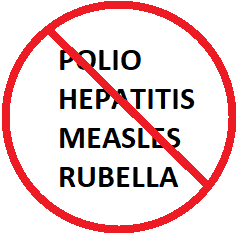 POLIO
HEPATITIS
MEASLES
RUBELLA